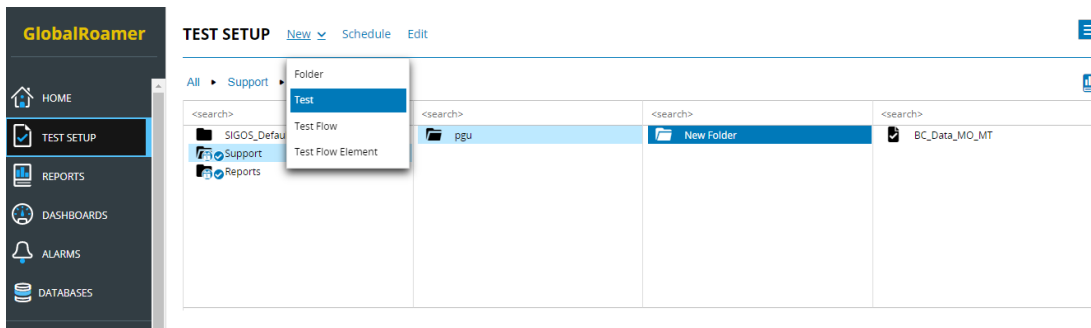 GlobalRoamer
TEST SETUP New Schedule Edit
All ▸ Support ▸
Folder
Test
Test Flow
Test Flow Element
HOME
TEST SETUP
REPORTS
DASHBOARDS
ALARMS
DATABASES
<search> <search> <search> <search>
SIGOS_Defau pgu New Folder BC_Data_MO_MT
Support
Reports